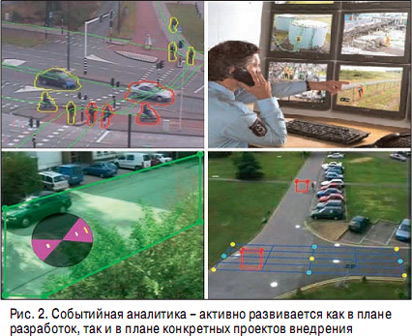 Рис. 2. Событийная аналитика – активно развивается как в плане
разработок, так и в плане конкретных проектов внедрения